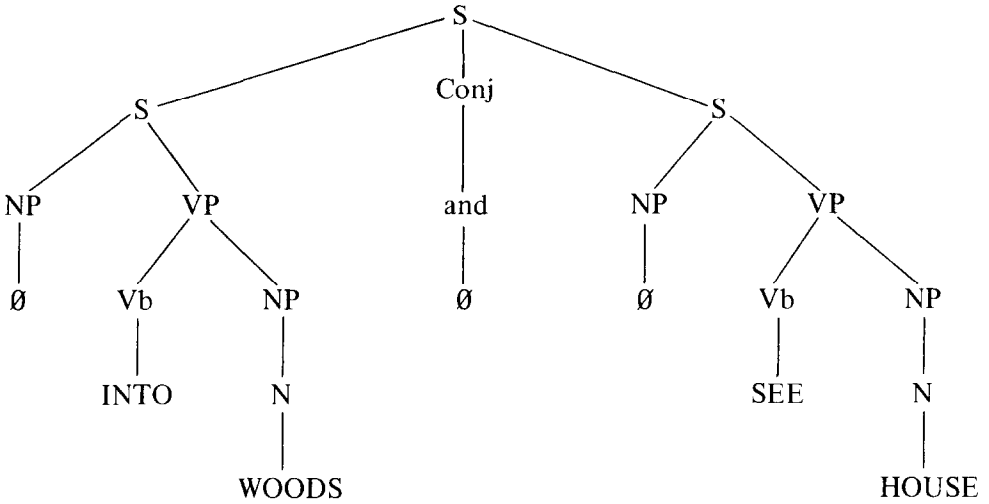 S
Conj
S S
NP VP and NP VP
Ø Vb NP Ø Ø Vb NP
INTO N SEE N
WOODS HOUSE